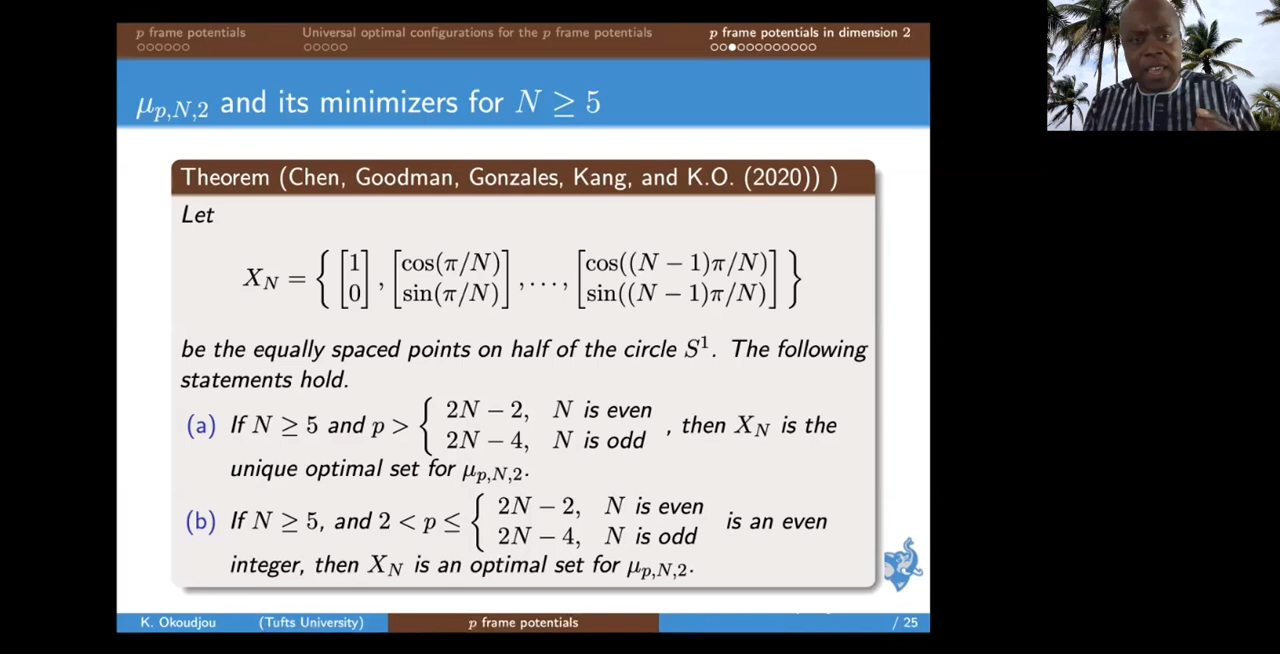 p frame potentials Universal optimal configurations for the p frame potentials p frame potentials in dimension 2
μ_{p,N,2} and its minimizers for N ≥ 5
Theorem (Chen, Goodman, Gonzales, Kang, and K.O. (2020)) )
Let
X_N = { [1 0], [cos(π/N) sin(π/N)], ..., [cos((N − 1)π/N) sin((N − 1)π/N)] }
be the equally spaced points on half of the circle S¹. The following
statements hold.
(a) If N ≥ 5 and p > { 2N − 2, N is even 2N − 4, N is odd , then X_N is the
unique optimal set for μ_{p,N,2}.
(b) If N ≥ 5, and 2 < p ≤ { 2N − 2, N is even 2N − 4, N is odd is an even
integer, then X_N is an optimal set for μ_{p,N,2}.
K. Okoudjou (Tufts University) p frame potentials / 25